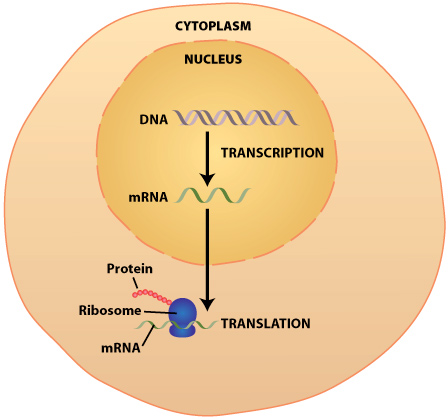 CYTOPLASM
NUCLEUS
DNA
TRANSCRIPTION
mRNA
Protein
Ribosome
TRANSLATION
mRNA